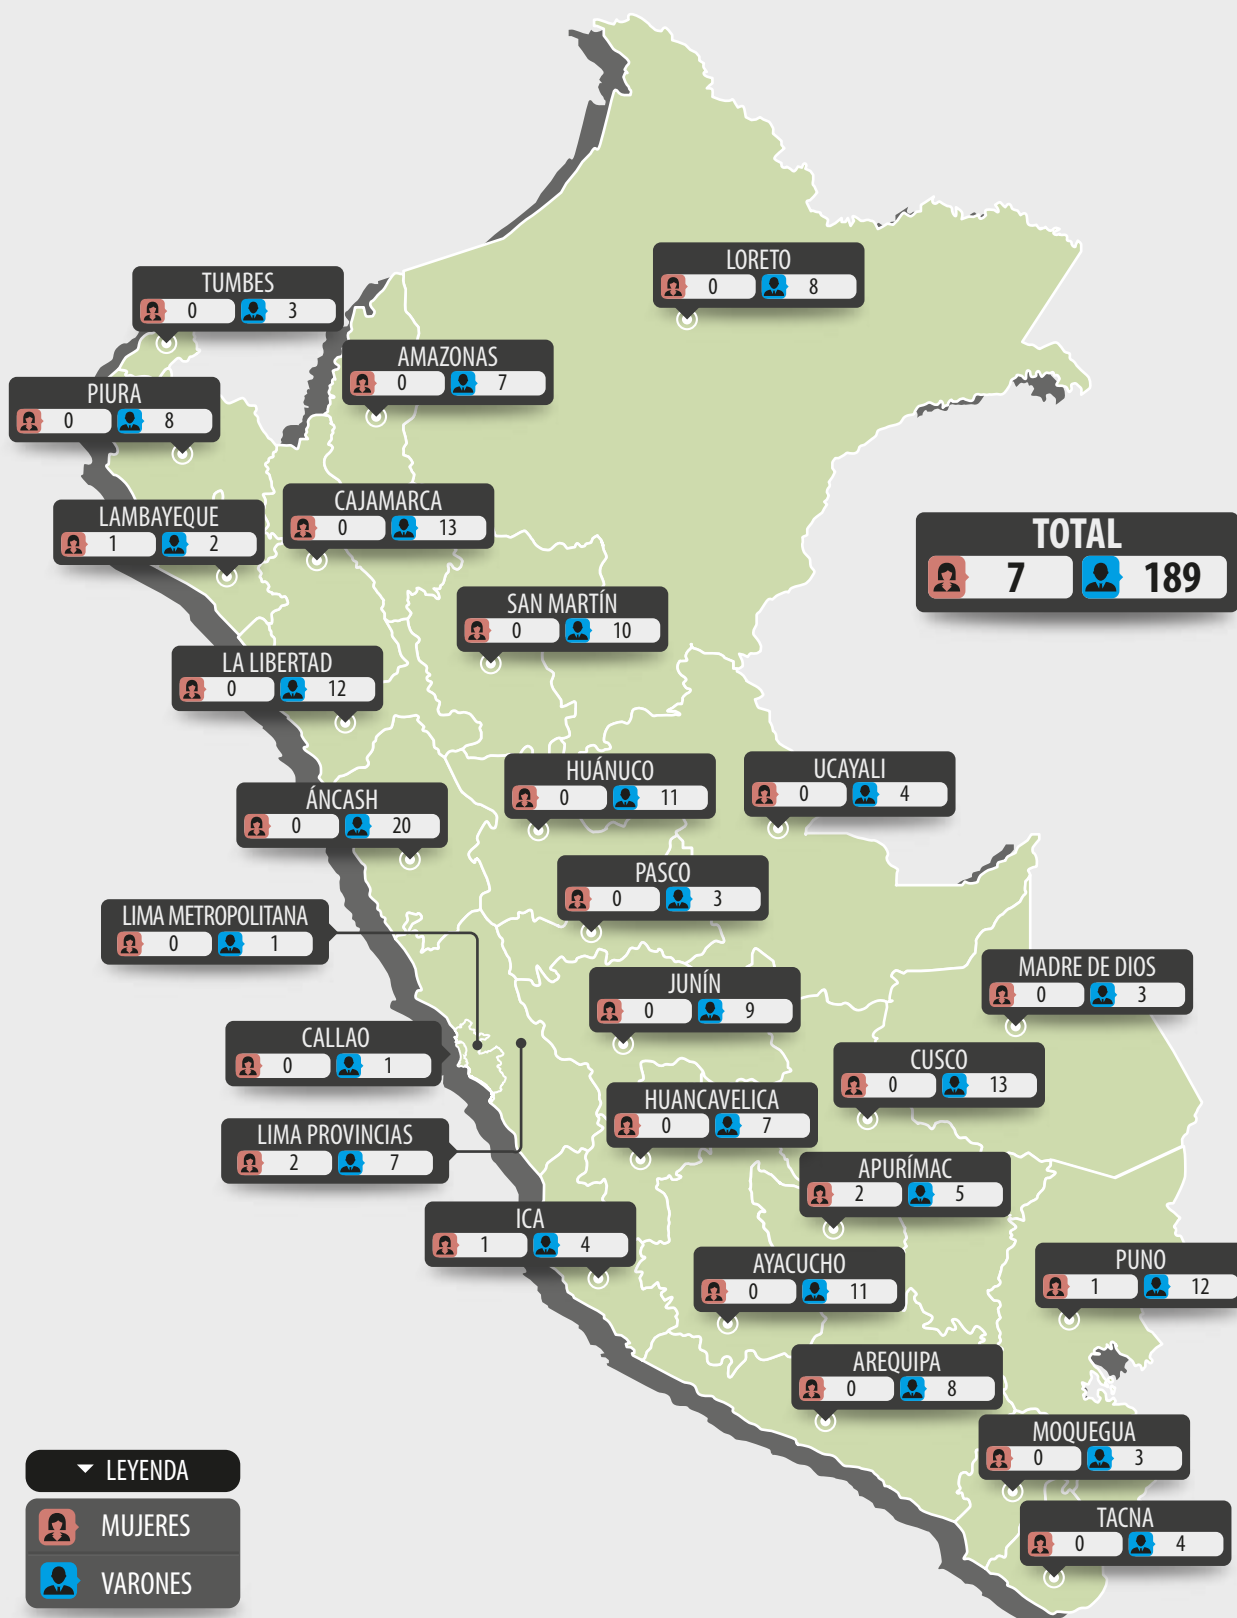 LORETO
0 8
TUMBES
0 3
AMAZONAS
0 7
PIURA
0 8
CAJAMARCA
0 13
LAMBAYEQUE
1 2
TOTAL
7 189
SAN MARTÍN
0 10
LA LIBERTAD
0 12
HUÁNUCO
0 11
UCAYALI
0 4
ÁNCASH
0 20
PASCO
0 3
LIMA METROPOLITANA
0 1
MADRE DE DIOS
0 3
JUNÍN
0 9
CALLAO
0 1
CUSCO
0 13
HUANCAVELICA
0 7
LIMA PROVINCIAS
2 7
APURÍMAC
2 5
ICA
1 4
AYACUCHO
0 11
PUNO
1 12
AREQUIPA
0 8
MOQUEGUA
0 3
TACNA
0 4
LEYENDA
MUJERES
VARONES